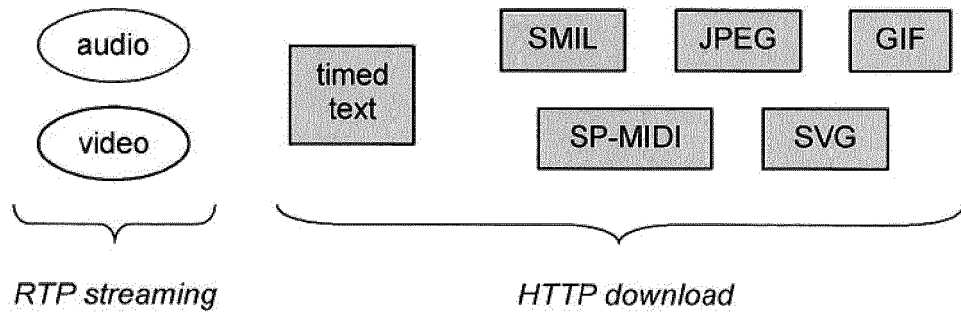 audio
video
timed
text
SMIL
JPEG
GIF
SP-MIDI
SVG
RTP streaming
HTTP download